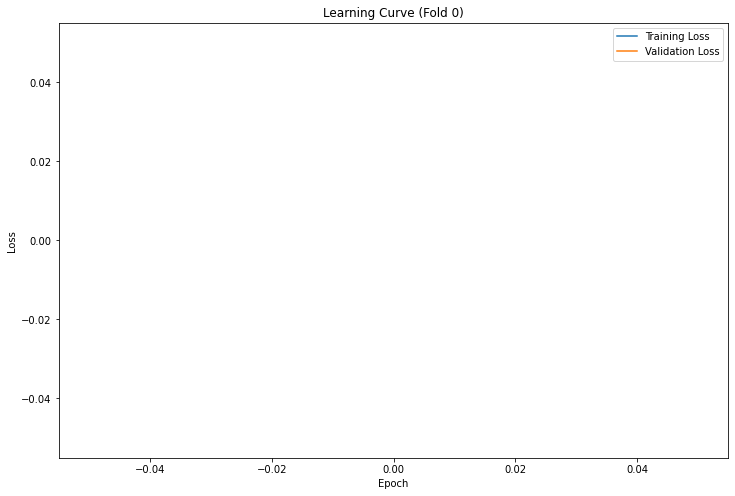 Learning Curve (Fold 0)
Training Loss
Validation Loss
0.04
0.02
0.00
−0.02
−0.04
Loss
−0.04
−0.02
0.00
0.02
0.04
Epoch